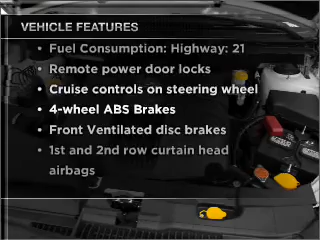 VEHICLE FEATURES
• Fuel Consumption: Highway: 21
• Remote power door locks
• Cruise controls on steering wheel
• 4-wheel ABS Brakes
• Front Ventilated disc brakes
• 1st and 2nd row curtain head
airbags